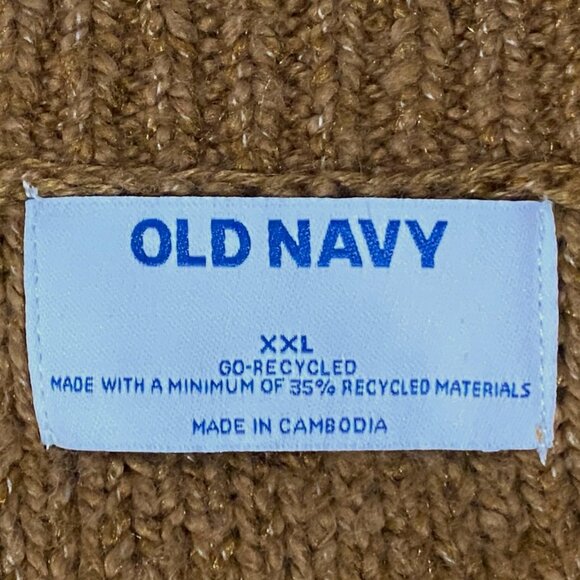 OLD NAVY
XXL
GO-RECYCLED
MADE WITH A MINIMUM OF 35% RECYCLED MATERIALS
MADE IN CAMBODIA